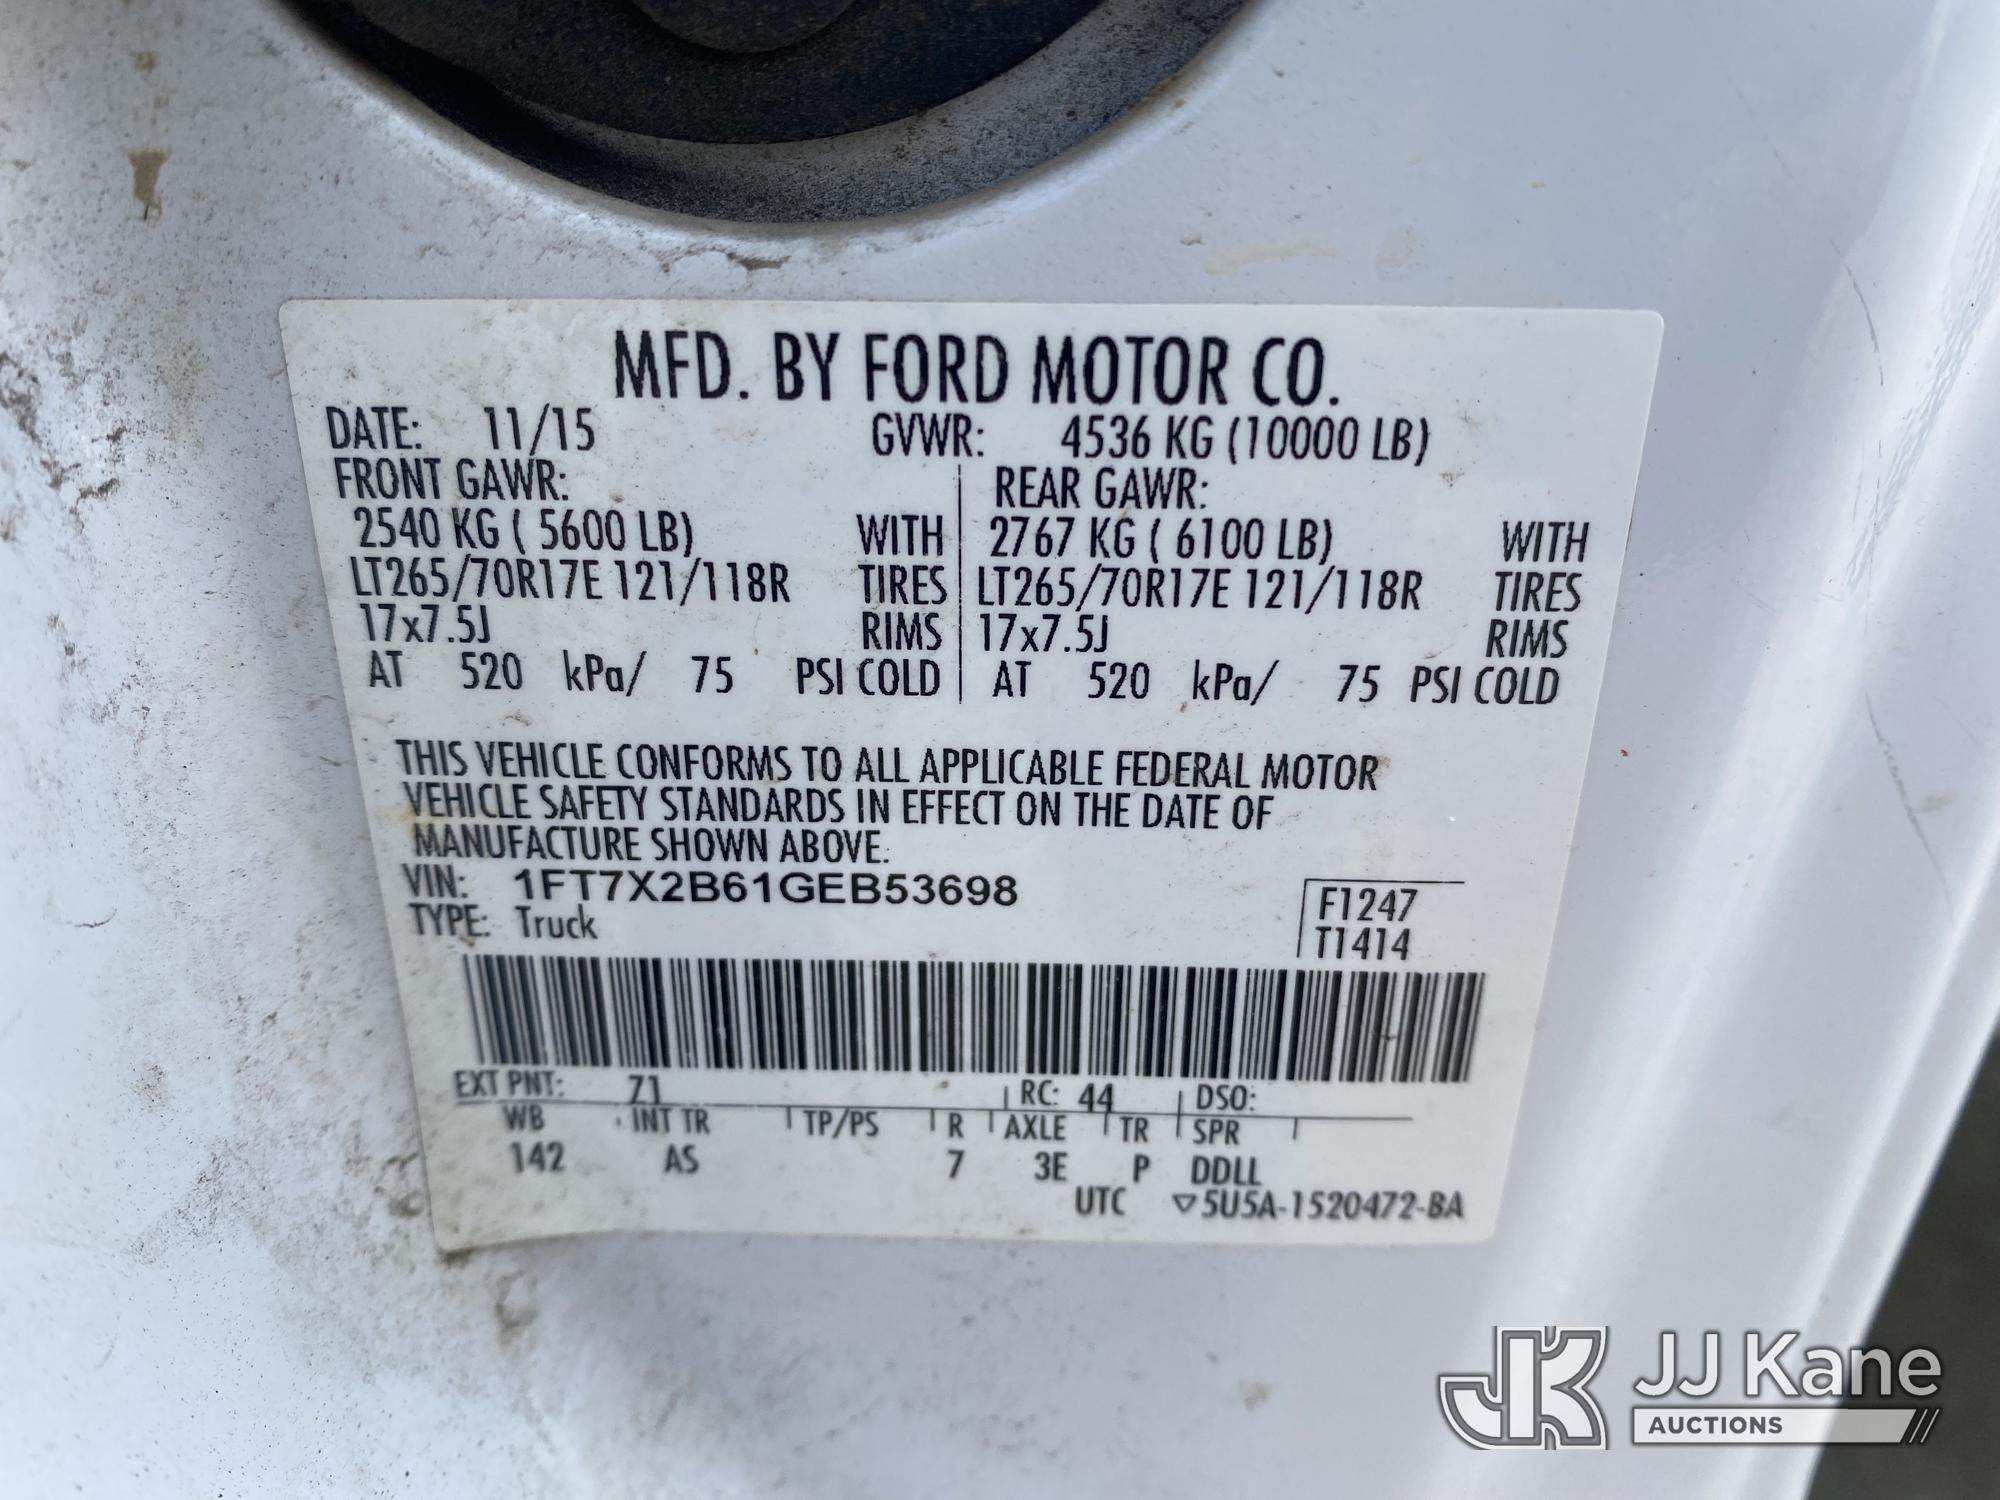 MFD. BY FORD MOTOR CO.
DATE: 11/15 GVWR: 4536 KG (10000 LB)
FRONT GAWR: REAR GAWR:
2540 KG ( 5600 LB) WITH 2767 KG ( 6100 LB) WITH
LT265/70R17E 121/118R TIRES LT265/70R17E 121/118R TIRES
17x7.5J RIMS 17x7.5J RIMS
AT 520 kPa/ 75 PSI COLD AT 520 kPa/ 75 PSI COLD
THIS VEHICLE CONFORMS TO ALL APPLICABLE FEDERAL MOTOR
VEHICLE SAFETY STANDARDS IN EFFECT ON THE DATE OF
MANUFACTURE SHOWN ABOVE.
VIN: 1FT7X2B61GEB53698 F1247
TYPE: Truck T1414
EXT PNT: Z1 RC: 44 DSO:
WB INT TR TP/PS R AXLE TR SPR
142 AS 7 3E P DDLL
UTC ▽5U5A-1520472-BA
JK JJ Kane
AUCTIONS